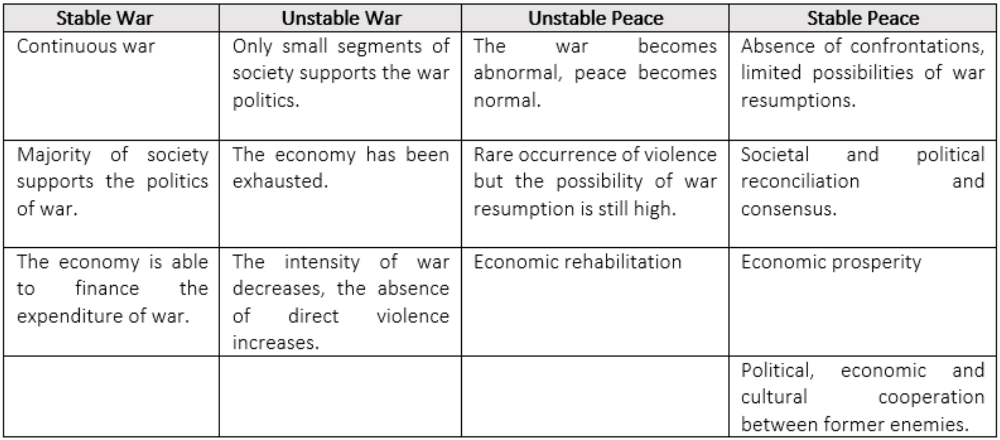 Stable War
Unstable War
Unstable Peace
Stable Peace
Continuous war
Only small segments of
society supports the war
politics.
The war becomes
abnormal, peace becomes
normal.
Absence of confrontations,
limited possibilities of war
resumptions.
Majority of society
supports the politics
of war.
The economy has been
exhausted.
Rare occurrence of violence
but the possibility of war
resumption is still high.
Societal and political
reconciliation and
consensus.
The economy is able
to finance the
expenditure of war.
The intensity of war
decreases, the absence
of direct violence
increases.
Economic rehabilitation
Economic prosperity
Political, economic and
cultural cooperation
between former enemies.